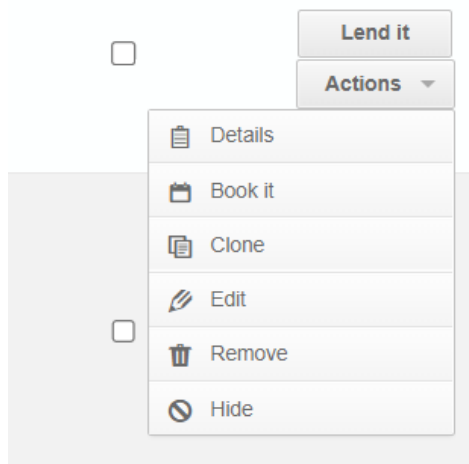 Lend it
Actions
Details
Book it
Clone
Edit
Remove
Hide